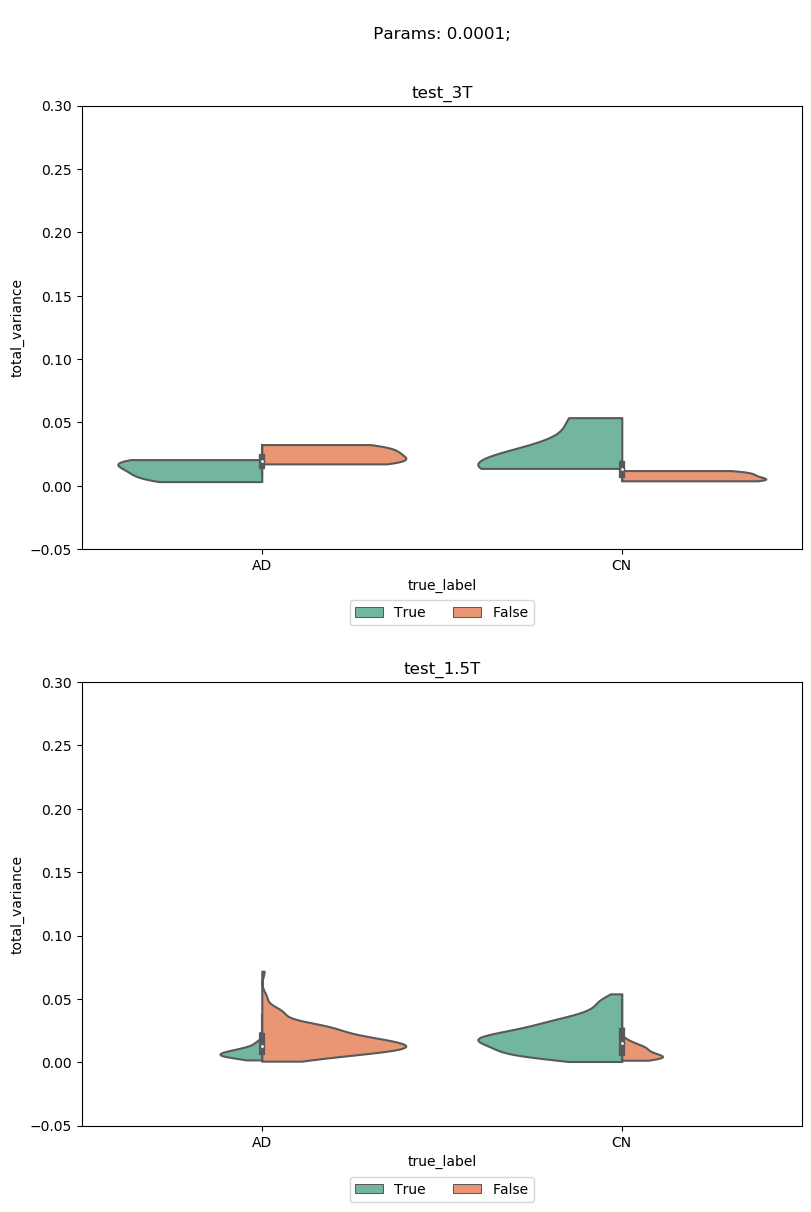 Params: 0.0001;
test_3T
0.30
0.25
0.20
0.15
0.10
0.05
0.00
−0.05
total_variance
AD CN
true_label
True False
test_1.5T
0.30
0.25
0.20
0.15
0.10
0.05
0.00
−0.05
total_variance
AD CN
true_label
True False